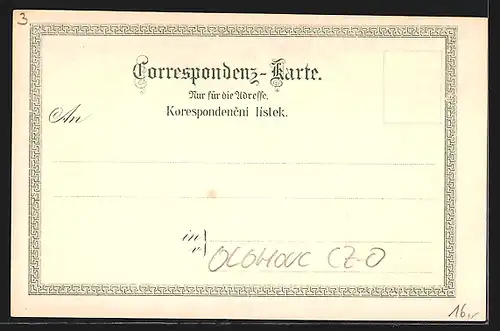 3
Correspondenz-Karte.
Nur für die Adresse.
Korespondenční lístek.
An
in
v
OLOMOUC CZ-O
16,-